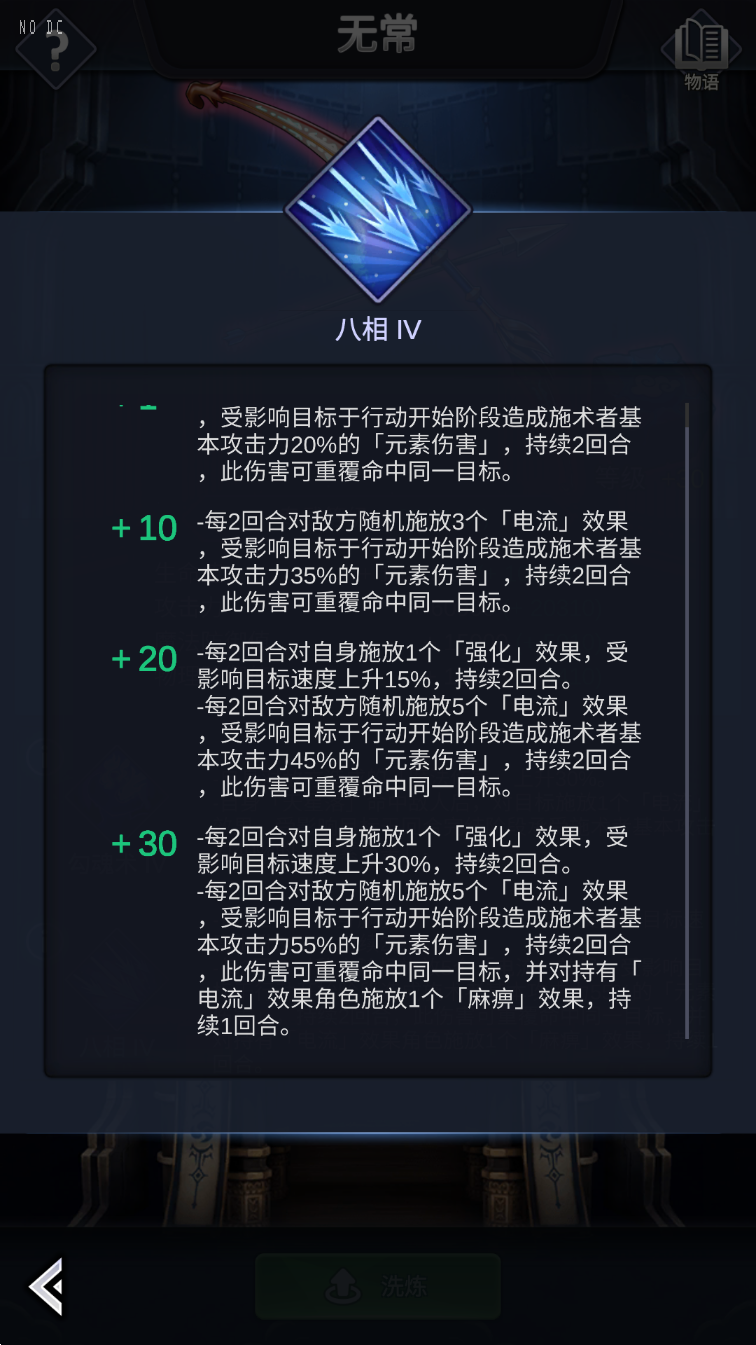 NO DC
无常
物语
八相 IV
，受影响目标于行动开始阶段造成施术者基
本攻击力20%的「元素伤害」，持续2回合
，此伤害可重覆命中同一目标。
+10
-每2回合对敌方随机施放3个「电流」效果
，受影响目标于行动开始阶段造成施术者基
本攻击力35%的「元素伤害」，持续2回合
，此伤害可重覆命中同一目标。
+20
-每2回合对自身施放1个「强化」效果，受
影响目标速度上升15%，持续2回合。
-每2回合对敌方随机施放5个「电流」效果
，受影响目标于行动开始阶段造成施术者基
本攻击力45%的「元素伤害」，持续2回合
，此伤害可重覆命中同一目标。
+30
-每2回合对自身施放1个「强化」效果，受
影响目标速度上升30%，持续2回合。
-每2回合对敌方随机施放5个「电流」效果
，受影响目标于行动开始阶段造成施术者基
本攻击力55%的「元素伤害」，持续2回合
，此伤害可重覆命中同一目标，并对持有「
电流」效果角色施放1个「麻痹」效果，持
续1回合。
洗炼